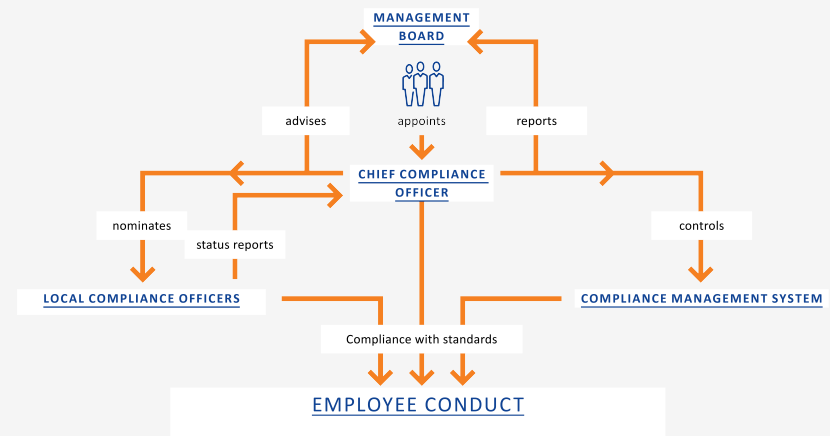 MANAGEMENT
BOARD
advises
appoints
reports
CHIEF COMPLIANCE
OFFICER
nominates
status reports
controls
LOCAL COMPLIANCE OFFICERS
COMPLIANCE MANAGEMENT SYSTEM
Compliance with standards
EMPLOYEE CONDUCT